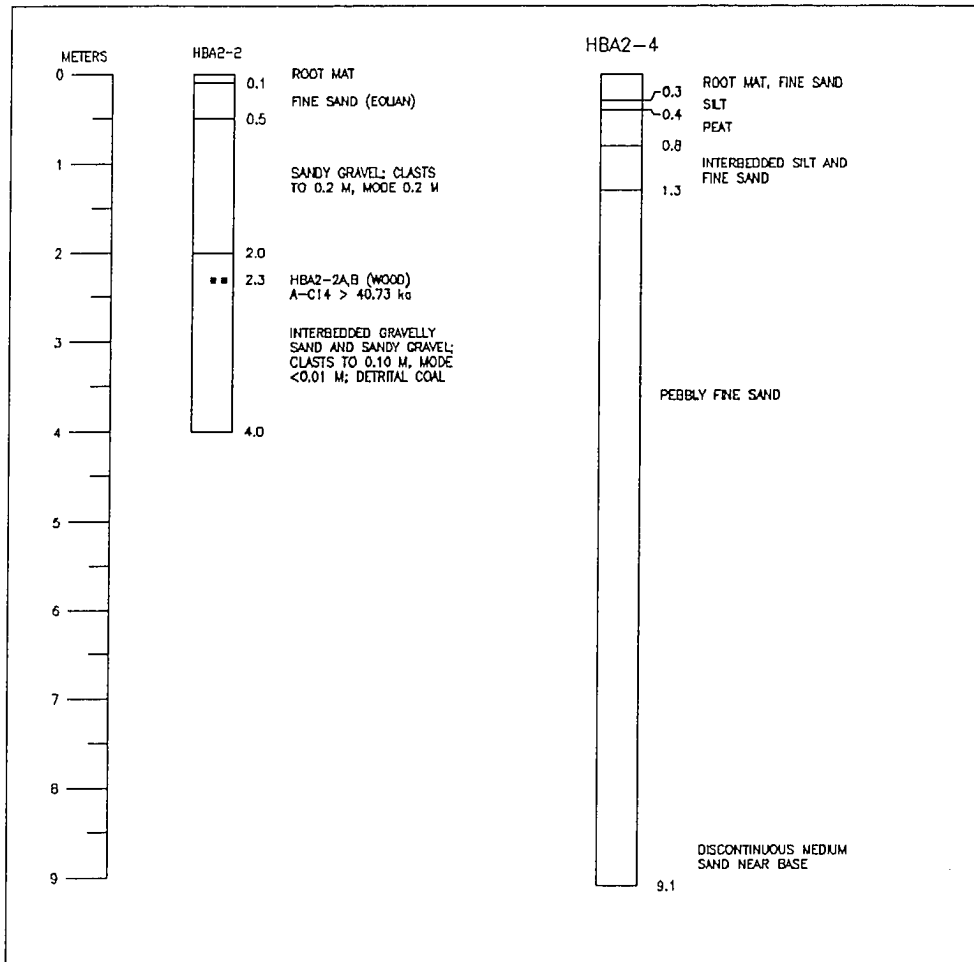 METERS
0
1
2
3
4
5
6
7
8
9
HBA2-2
ROOT MAT
0.1
FINE SAND (EOLIAN)
0.5
SANDY GRAVEL; CLASTS
TO 0.2 M, MODE 0.2 M
2.0
2.3
HBA2-2A,B (WOOD)
A-C14 > 40.73 ka
INTERBEDDED GRAVELLY
SAND AND SANDY GRAVEL;
CLASTS TO 0.10 M, MODE
<0.01 M; DETRITAL COAL
4.0
HBA2-4
ROOT MAT, FINE SAND
0.3
SILT
0.4
PEAT
0.8
INTERBEDDED SILT AND
FINE SAND
1.3
PEBBLY FINE SAND
DISCONTINUOUS MEDIUM
SAND NEAR BASE
9.1